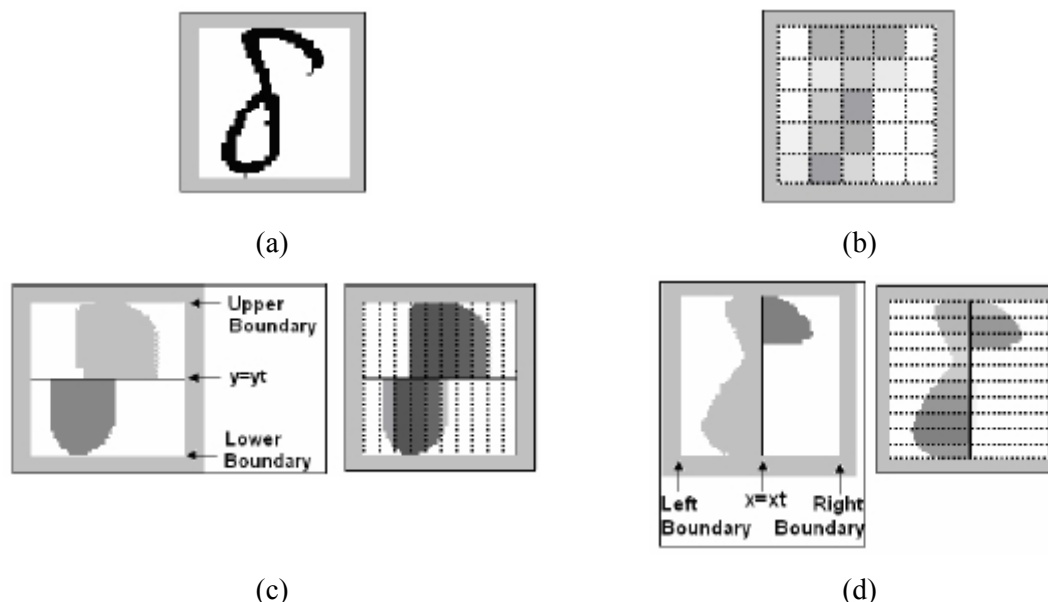 (a)
(b)
Upper
Boundary
y=yt
Lower
Boundary
(c)
Left
Boundary
x=xt
Right
Boundary
(d)